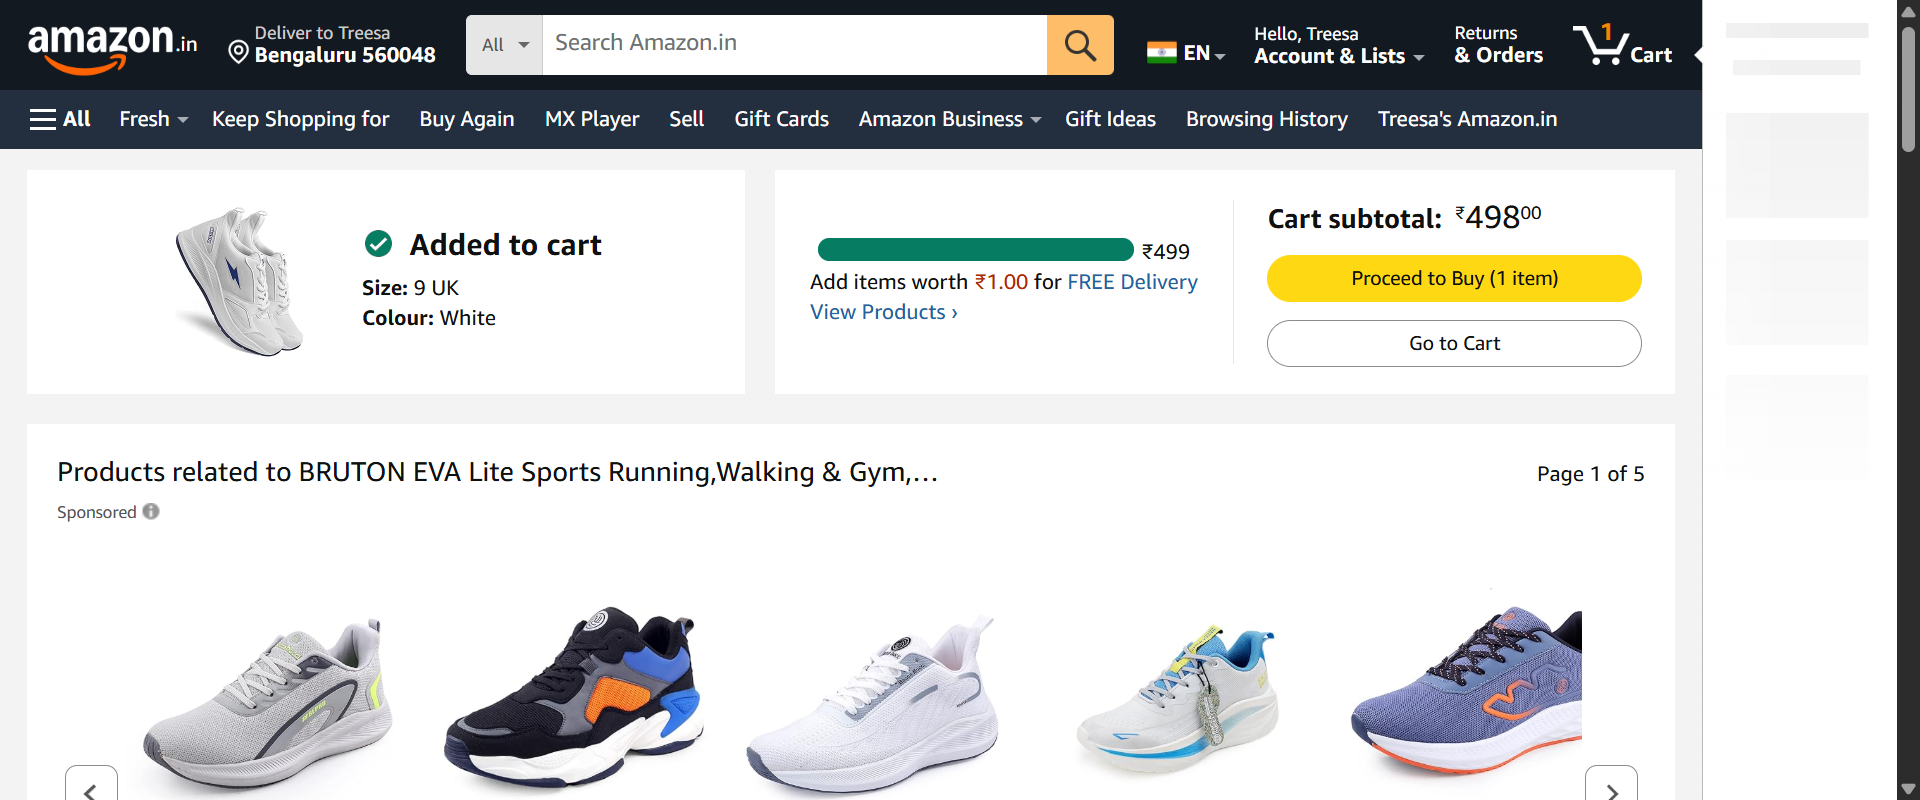 amazon.in
Deliver to Treesa
Bengaluru 560048
All
Search Amazon.in
EN
Hello, Treesa
Account & Lists
Returns
& Orders
1
Cart
All
Fresh
Keep Shopping for
Buy Again
MX Player
Sell
Gift Cards
Amazon Business
Gift Ideas
Browsing History
Treesa's Amazon.in
Added to cart
Size: 9 UK
Colour: White
₹499
Add items worth ₹1.00 for FREE Delivery
View Products ›
Cart subtotal: ₹49800
Proceed to Buy (1 item)
Go to Cart
Products related to BRUTON EVA Lite Sports Running,Walking & Gym,…
Page 1 of 5
Sponsored